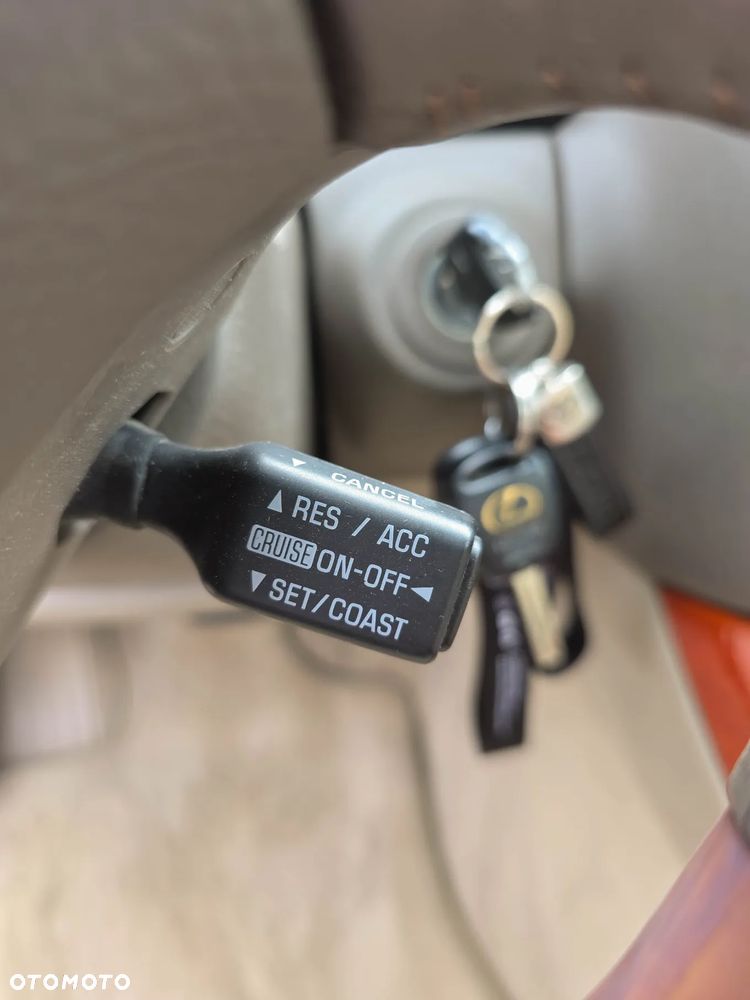 ▼ CANCEL
▲ RES / ACC
CRUISE ON-OFF ◀
▼ SET/COAST
OTOMOTO